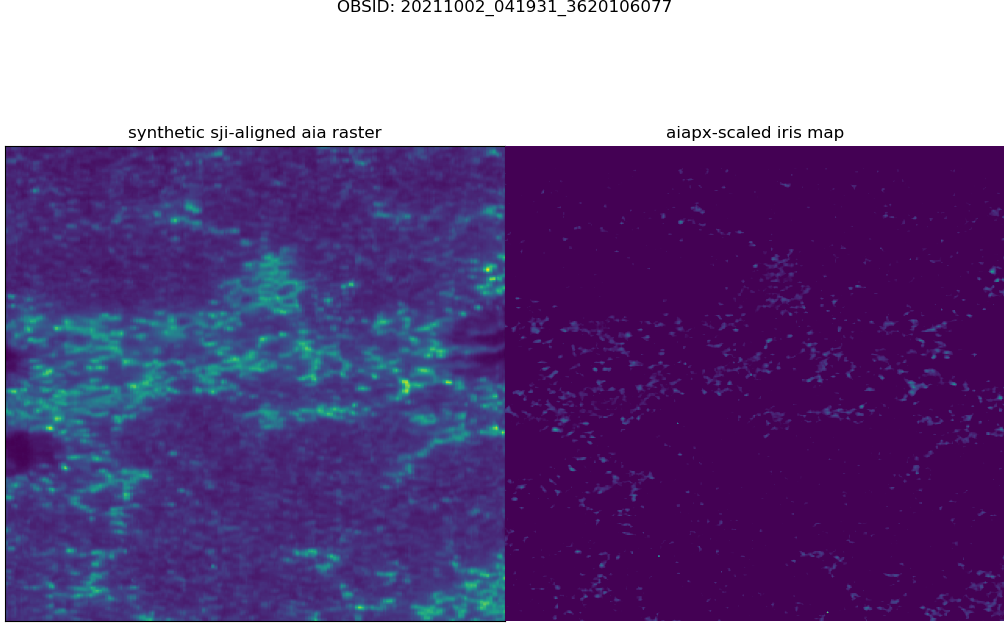 OBSID: 20211002_041931_3620106077
synthetic sji-aligned aia raster
aiapx-scaled iris map